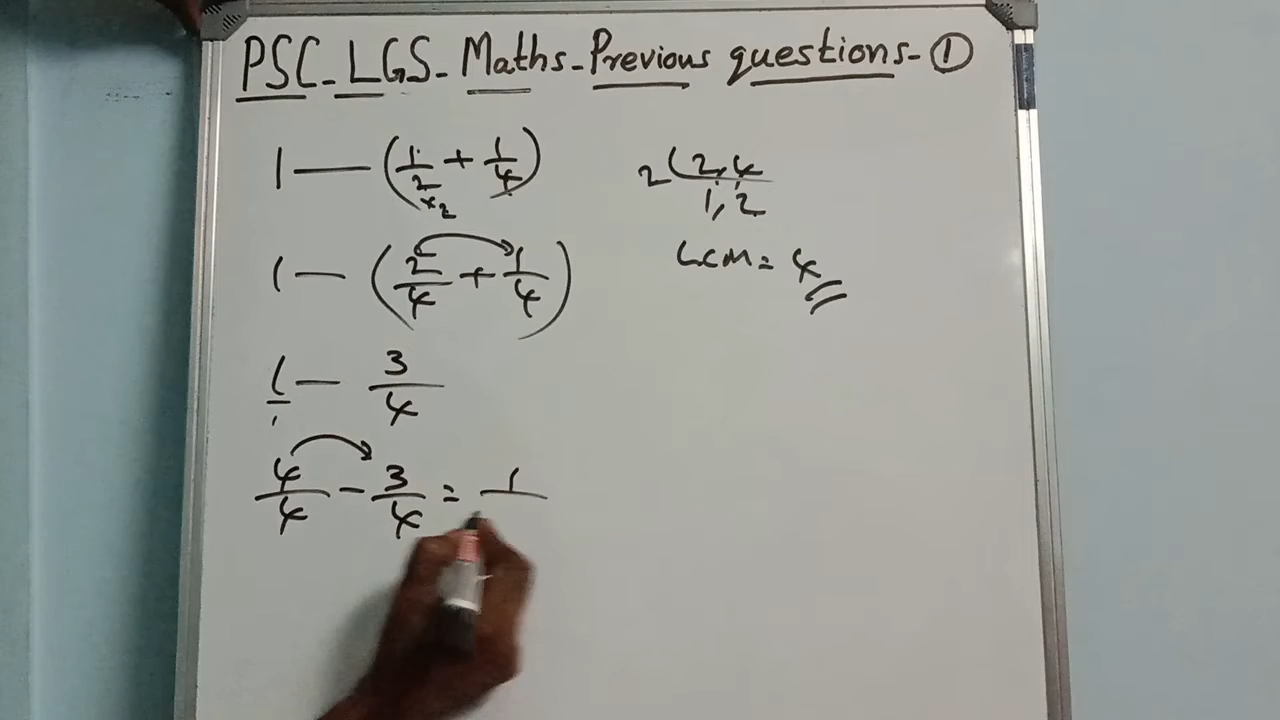 PSC - LGS - Maths - Previous questions - ①
1 — (1/2 + 1/4)
×2
2 ( 2, 4
1, 2
1 — (2/4 + 1/4)
LCM = 4
1/1 — 3/4
4/4 - 3/4 = 1/